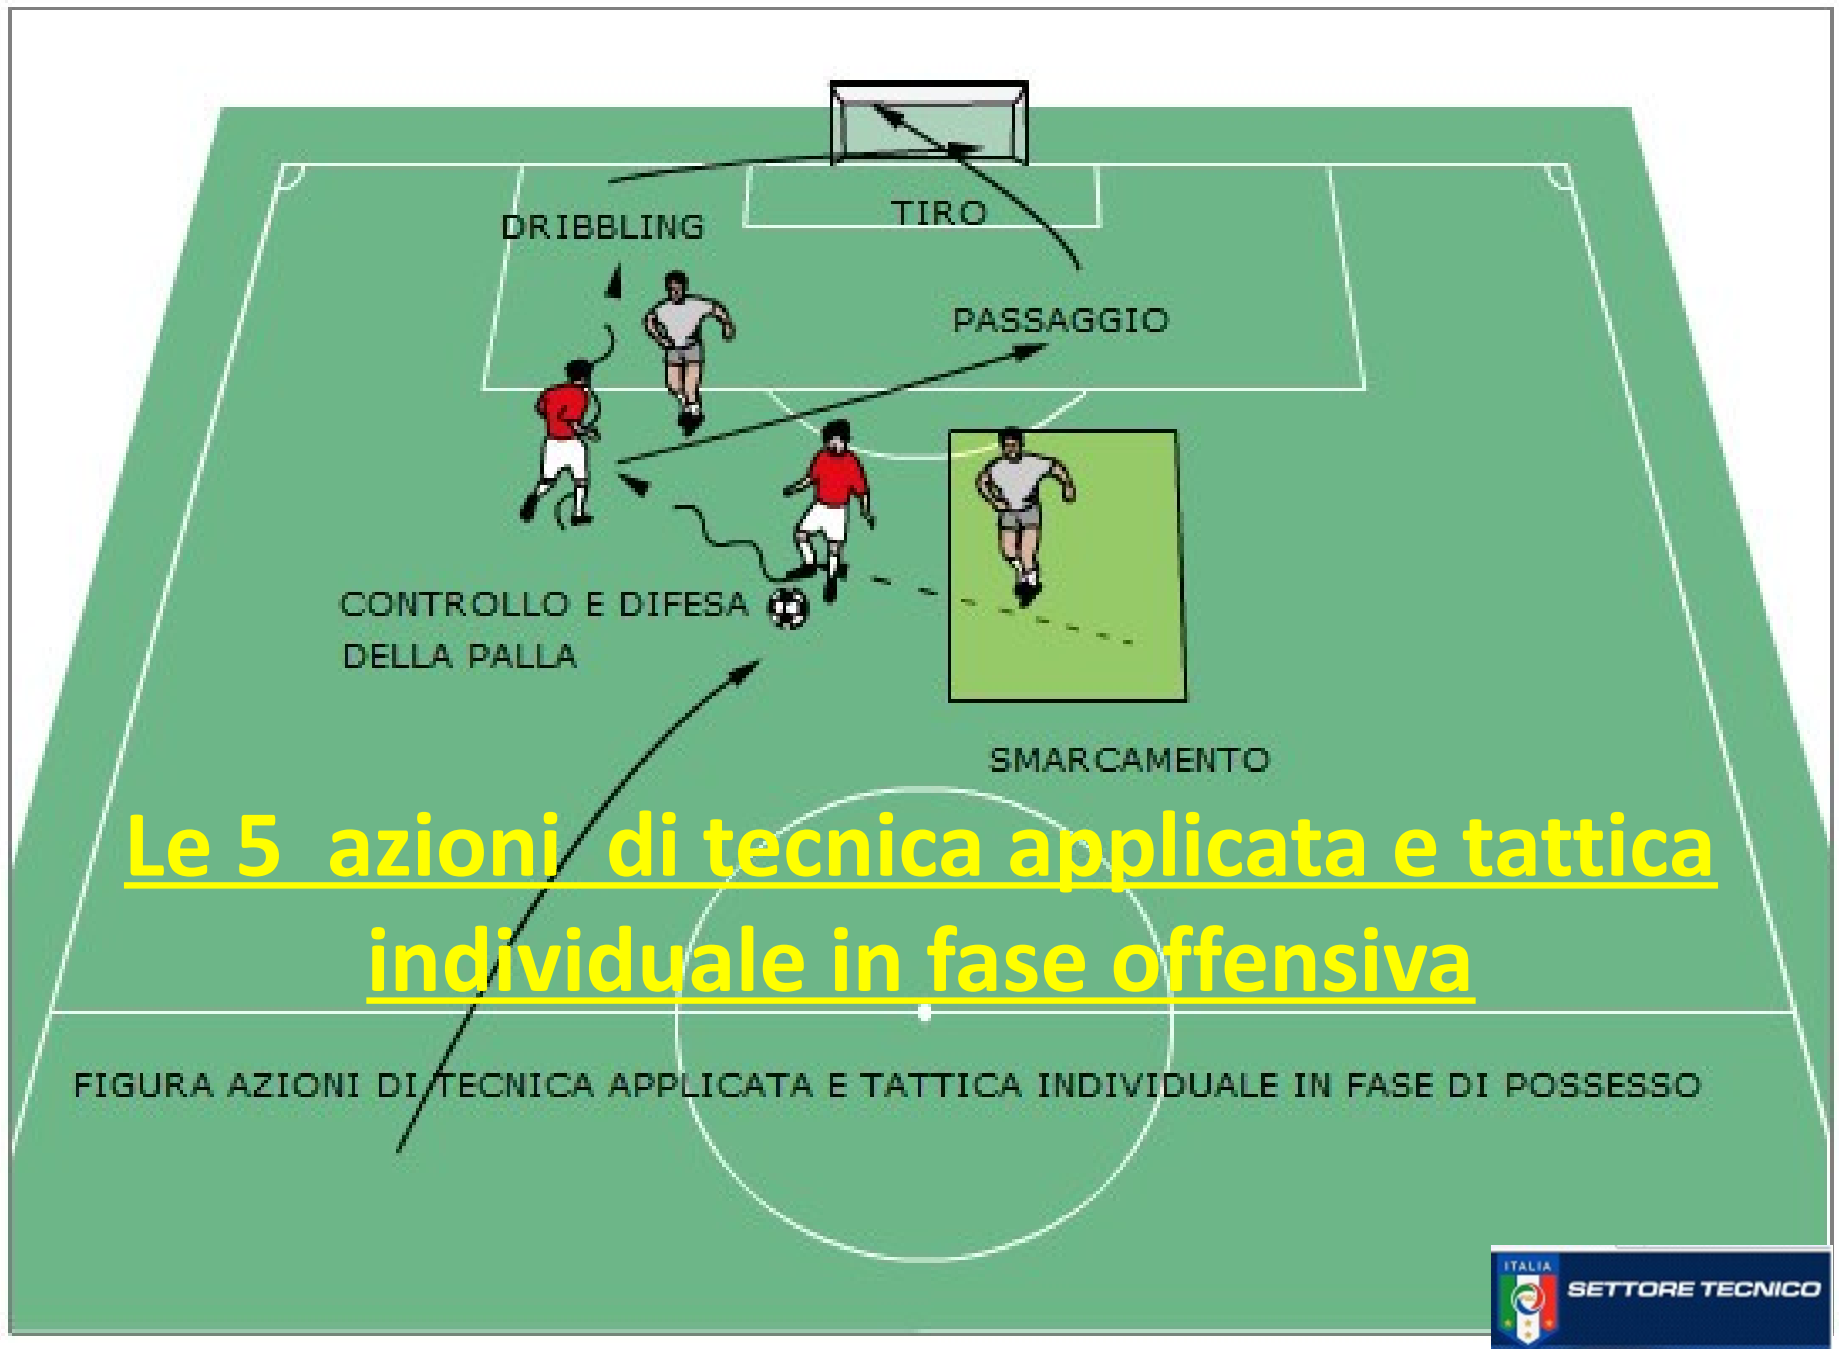 DRIBBLING
TIRO
PASSAGGIO
CONTROLLO E DIFESA
DELLA PALLA
SMARCAMENTO
Le 5 azioni di tecnica applicata e tattica
individuale in fase offensiva
FIGURA AZIONI DI TECNICA APPLICATA E TATTICA INDIVIDUALE IN FASE DI POSSESSO
ITALIA
SETTORE TECNICO